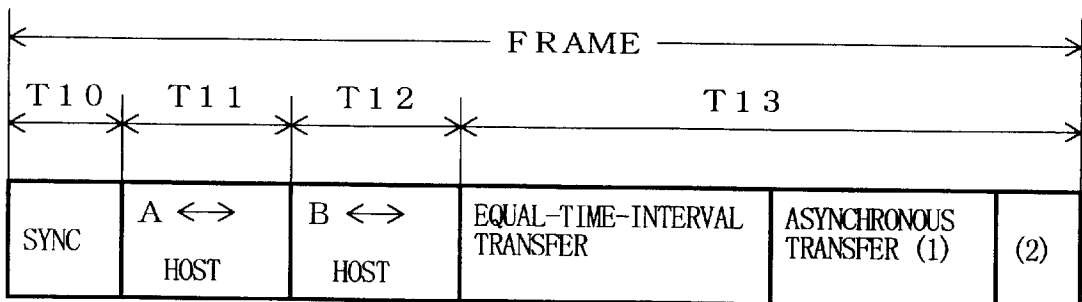 FRAME
T10 T11 T12 T13
SYNC
A ↔
HOST
B ↔
HOST
EQUAL-TIME-INTERVAL
TRANSFER
ASYNCHRONOUS
TRANSFER (1)
(2)